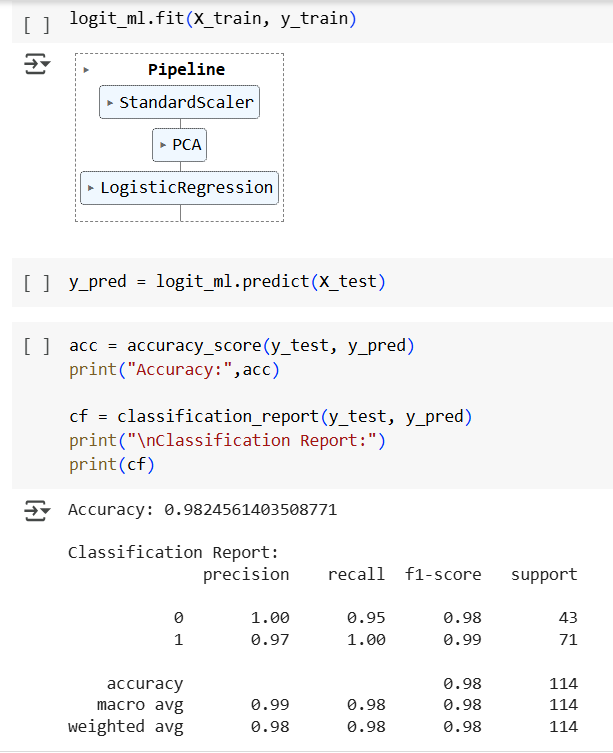 [ ] logit_ml.fit(X_train, y_train)
Pipeline
StandardScaler
PCA
LogisticRegression
[ ] y_pred = logit_ml.predict(X_test)
[ ] acc = accuracy_score(y_test, y_pred)
print("Accuracy:",acc)
cf = classification_report(y_test, y_pred)
print("\nClassification Report:")
print(cf)
Accuracy: 0.9824561403508771
Classification Report:
precision recall f1-score support
0 1.00 0.95 0.98 43
1 0.97 1.00 0.99 71
accuracy 0.98 114
macro avg 0.99 0.98 0.98 114
weighted avg 0.98 0.98 0.98 114